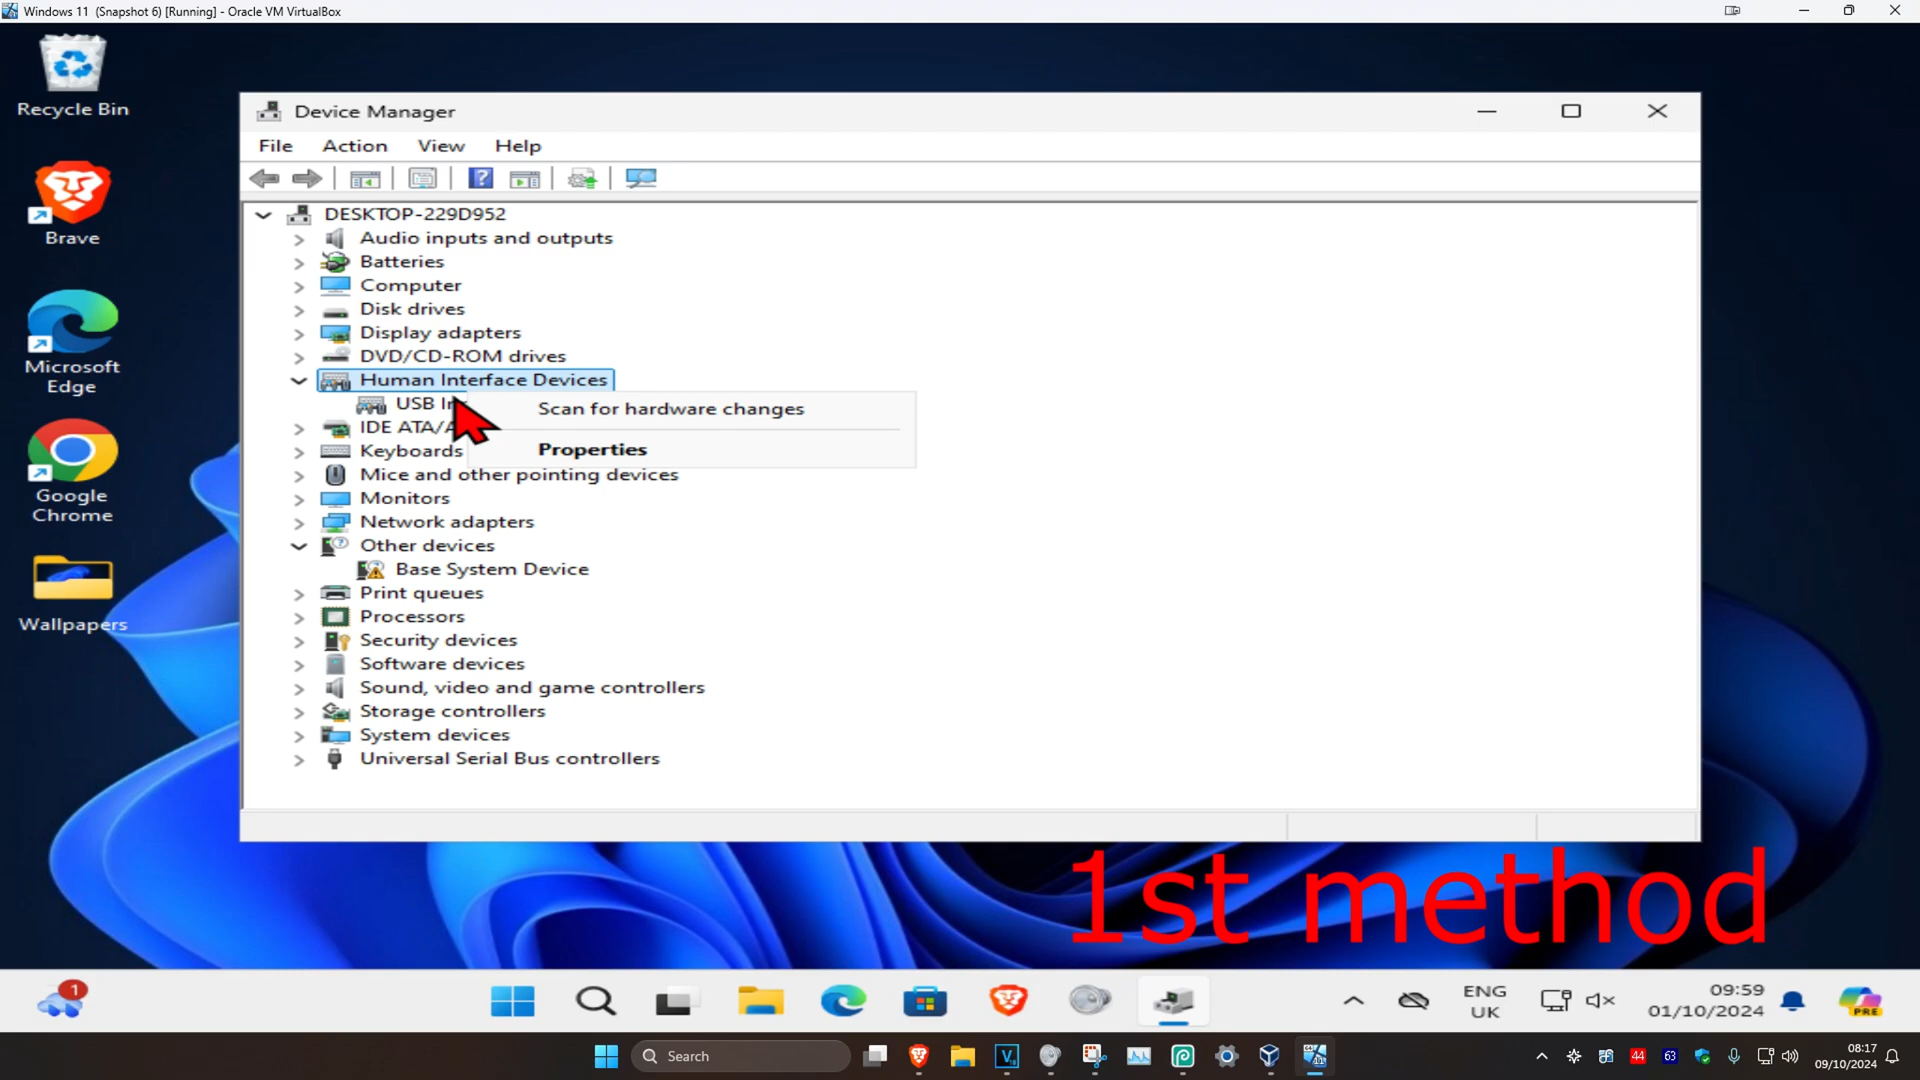 Windows 11 (Snapshot 6) [Running] - Oracle VM VirtualBox
Recycle Bin
Brave
Microsoft
Edge
Google
Chrome
Wallpapers
Device Manager
File Action View Help
DESKTOP-229D952
Audio inputs and outputs
Batteries
Computer
Disk drives
Display adapters
DVD/CD-ROM drives
Human Interface Devices
USB
Scan for hardware changes
IDE ATA/
Properties
Keyboards
Mice and other pointing devices
Monitors
Network adapters
Other devices
Base System Device
Print queues
Processors
Security devices
Software devices
Sound, video and game controllers
Storage controllers
System devices
Universal Serial Bus controllers
1st method
1
ENG
UK
09:59
01/10/2024
PRE
Search
44
63
08:17
09/10/2024